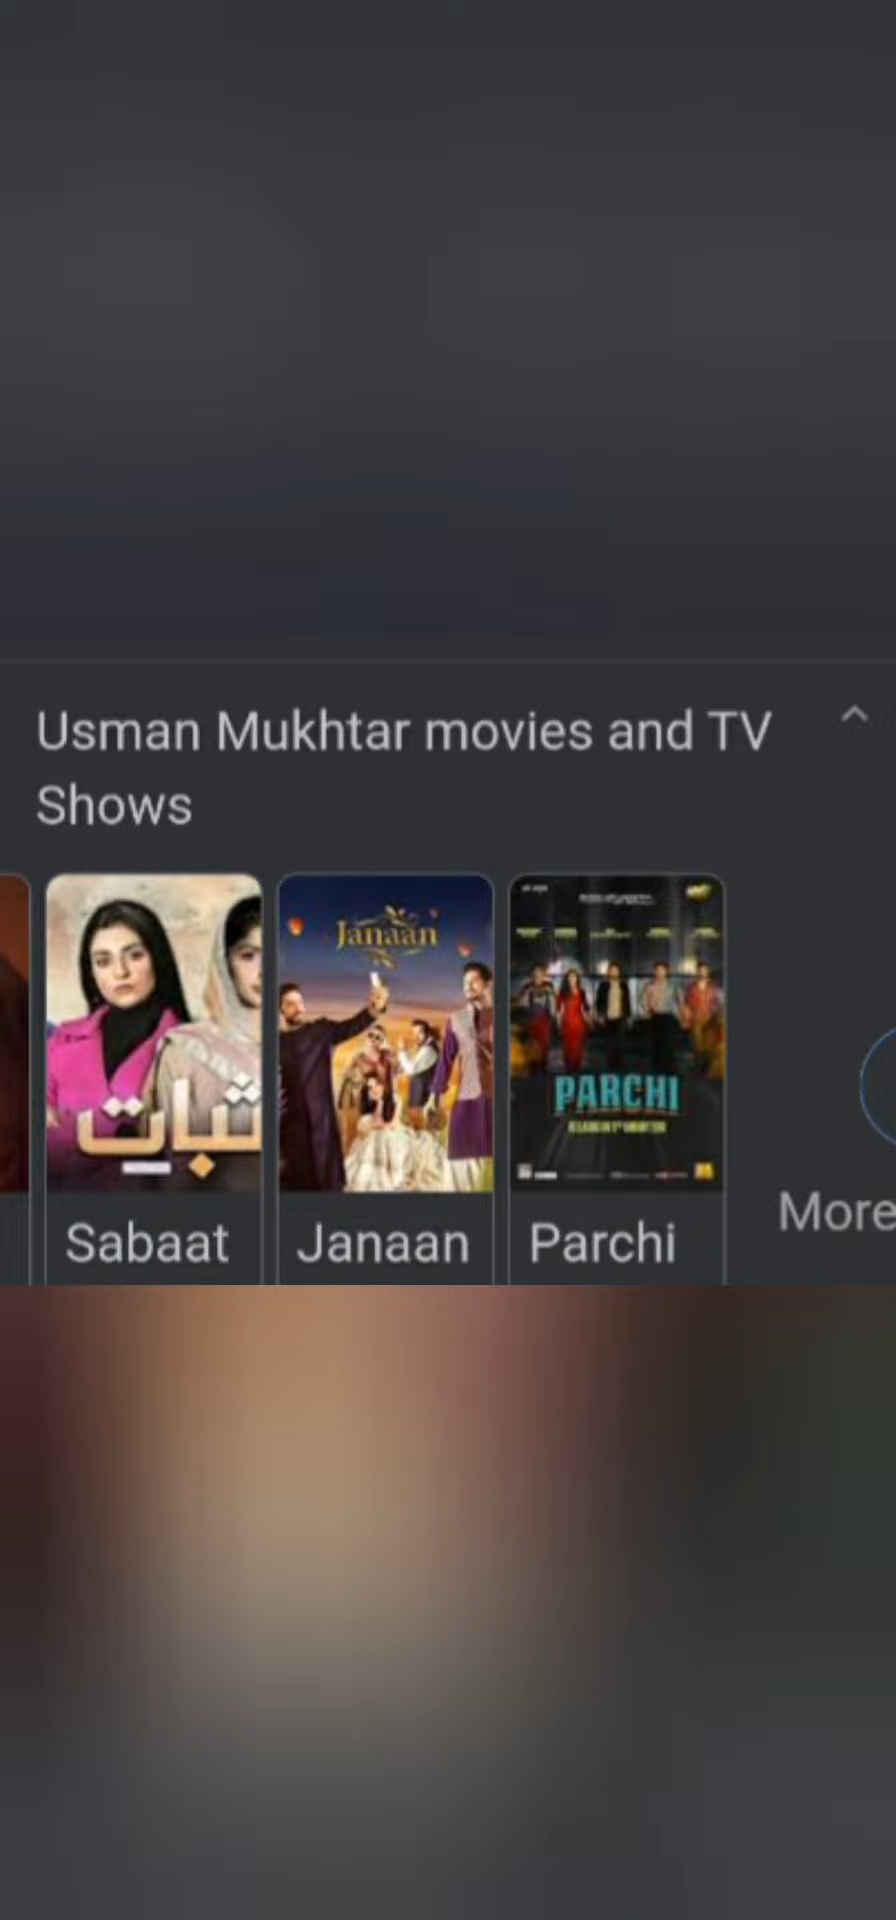 Usman Mukhtar movies and TV
Shows
ثبات
Janaan
PARCHI
Sabaat
Janaan
Parchi
More